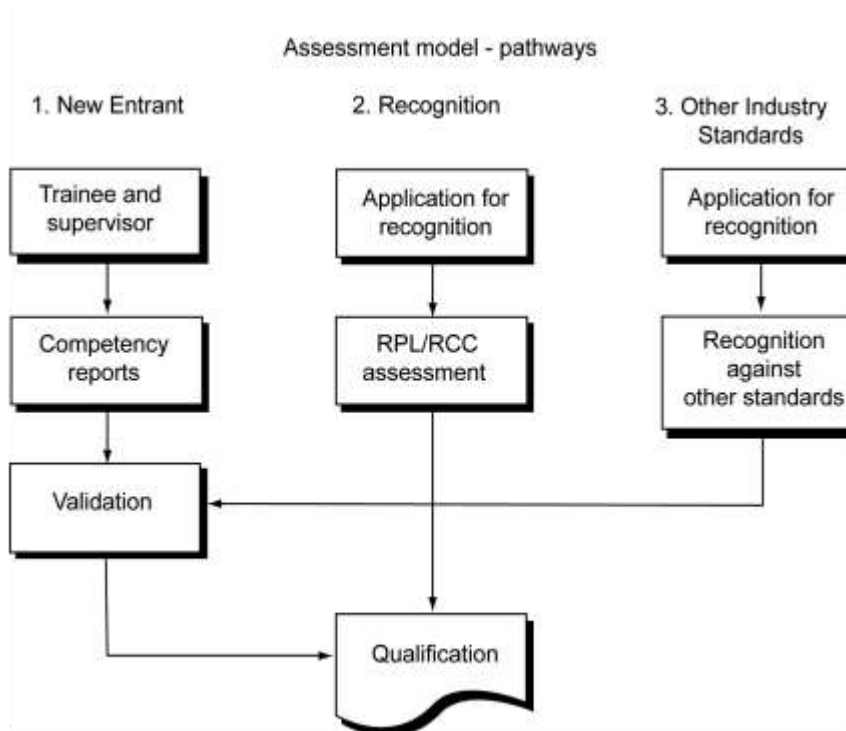 Assessment model - pathways
1. New Entrant
2. Recognition
3. Other Industry
Standards
Trainee and
supervisor
Application for
recognition
Application for
recognition
Competency
reports
RPL/RCC
assessment
Recognition
against
other standards
Validation
Qualification